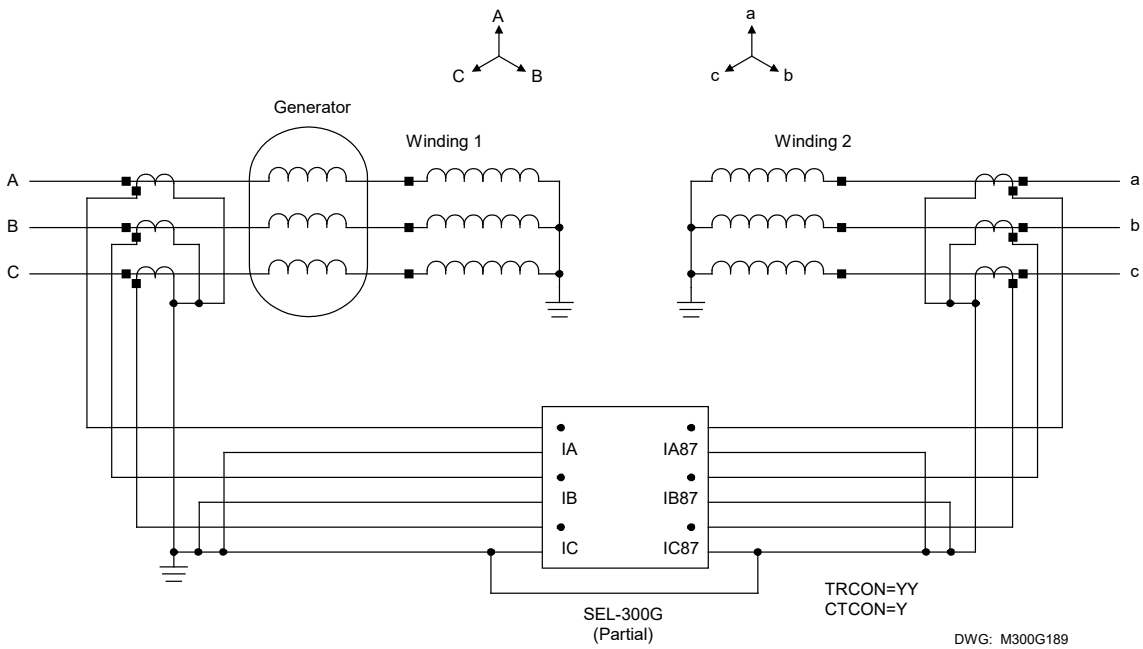 A
C
B
a
c
b
Generator
Winding 1
Winding 2
A
a
B
b
C
c
IA
IA87
IB
IB87
IC
IC87
SEL-300G
(Partial)
TRCON=YY
CTCON=Y
DWG: M300G189